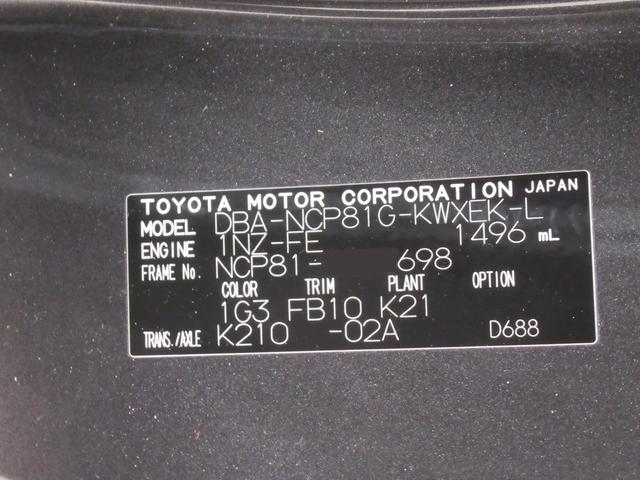 TOYOTA MOTOR CORPORATION JAPAN
MODEL DBA-NCP81G-KWXEK-L
ENGINE 1NZ-FE 1496 mL
FRAME No. NCP81- 698
COLOR TRIM PLANT OPTION
1G3 FB10 K21
TRANS./AXLE K210 -02A D688